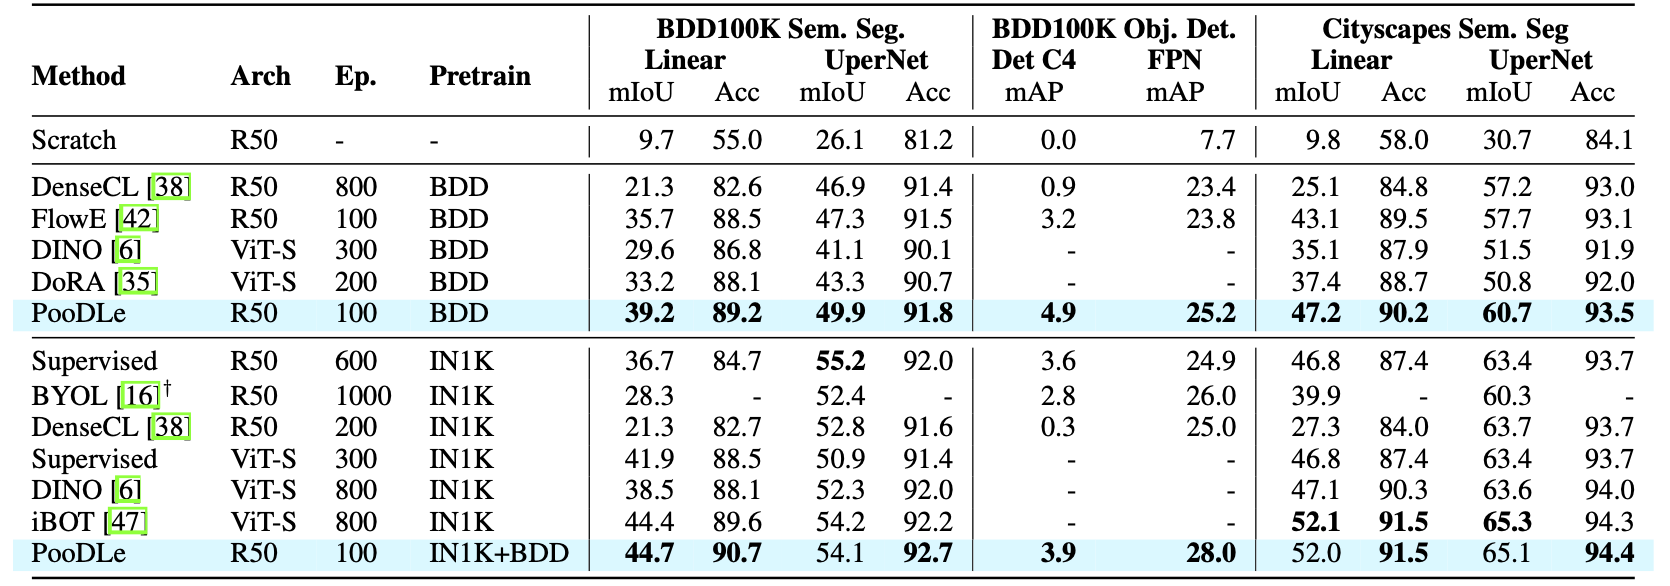 BDD100K Sem. Seg. BDD100K Obj. Det. Cityscapes Sem. Seg
Linear UperNet Det C4 FPN Linear UperNet
Method Arch Ep. Pretrain mIoU Acc mIoU Acc mAP mAP mIoU Acc mIoU Acc
Scratch R50 - - 9.7 55.0 26.1 81.2 0.0 7.7 9.8 58.0 30.7 84.1
DenseCL [38] R50 800 BDD 21.3 82.6 46.9 91.4 0.9 23.4 25.1 84.8 57.2 93.0
FlowE [42] R50 100 BDD 35.7 88.5 47.3 91.5 3.2 23.8 43.1 89.5 57.7 93.1
DINO [6] ViT-S 300 BDD 29.6 86.8 41.1 90.1 - - 35.1 87.9 51.5 91.9
DoRA [35] ViT-S 200 BDD 33.2 88.1 43.3 90.7 - - 37.4 88.7 50.8 92.0
PooDLe R50 100 BDD 39.2 89.2 49.9 91.8 4.9 25.2 47.2 90.2 60.7 93.5
Supervised R50 600 IN1K 36.7 84.7 55.2 92.0 3.6 24.9 46.8 87.4 63.4 93.7
BYOL [16]† R50 1000 IN1K 28.3 - 52.4 - 2.8 26.0 39.9 - 60.3 -
DenseCL [38] R50 200 IN1K 21.3 82.7 52.8 91.6 0.3 25.0 27.3 84.0 63.7 93.7
Supervised ViT-S 300 IN1K 41.9 88.5 50.9 91.4 - - 46.8 87.4 63.4 93.7
DINO [6] ViT-S 800 IN1K 38.5 88.1 52.3 92.0 - - 47.1 90.3 63.6 94.0
iBOT [47] ViT-S 800 IN1K 44.4 89.6 54.2 92.2 - - 52.1 91.5 65.3 94.3
PooDLe R50 100 IN1K+BDD 44.7 90.7 54.1 92.7 3.9 28.0 52.0 91.5 65.1 94.4